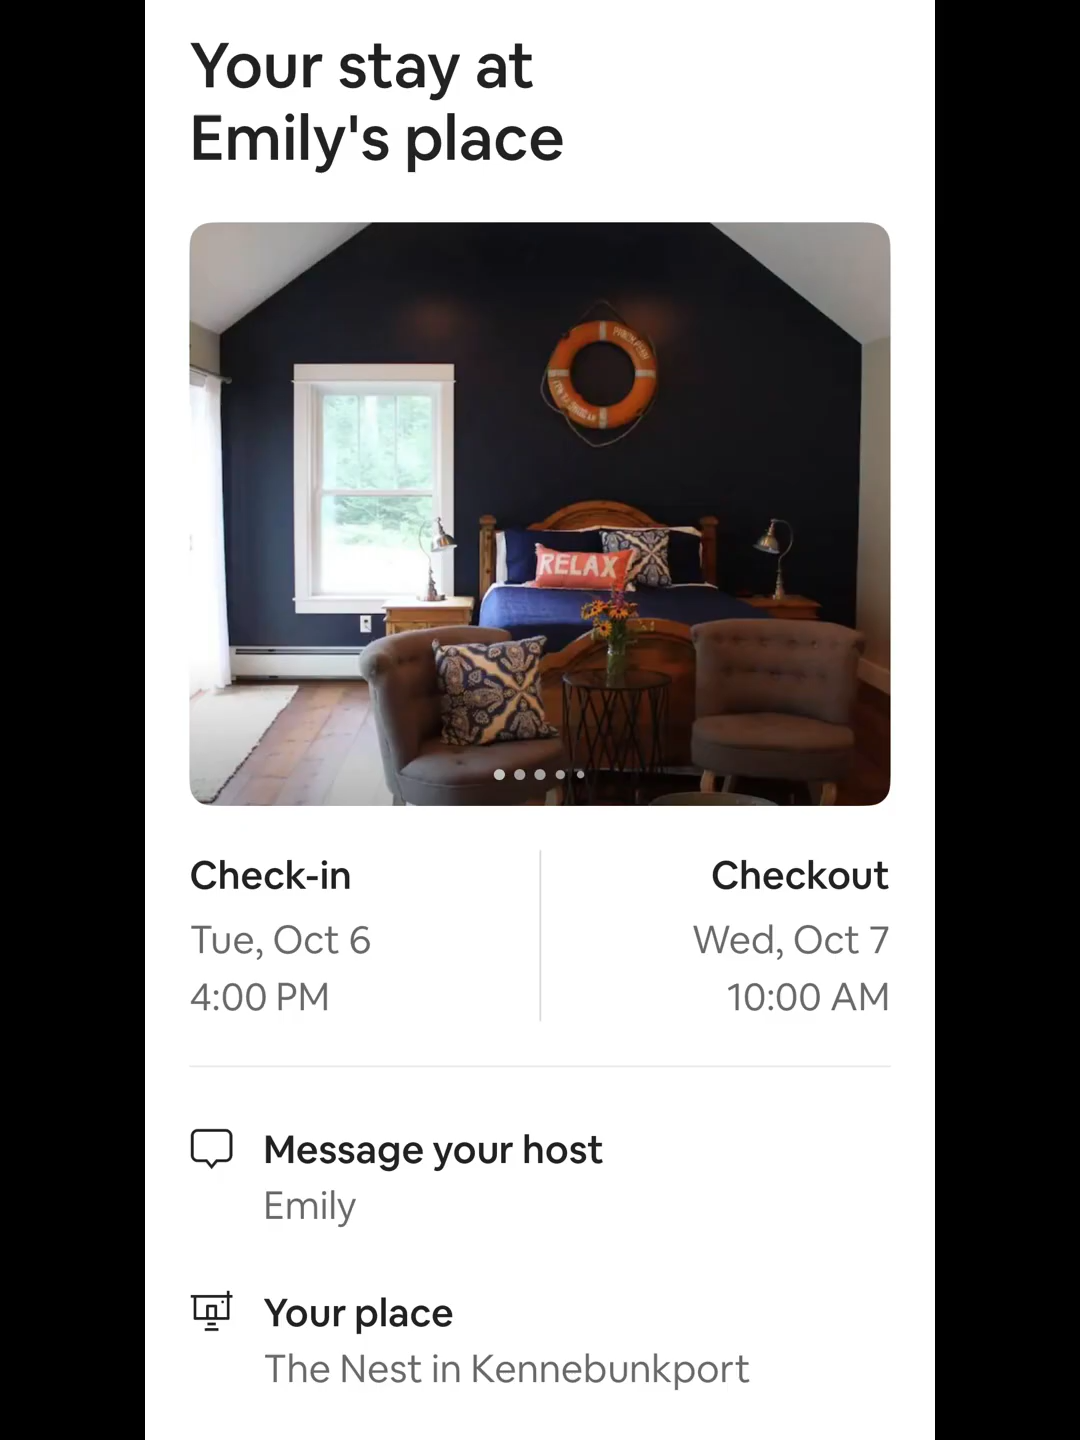 Your stay at
Emily's place
RELAX
Check-in
Tue, Oct 6
4:00 PM
Checkout
Wed, Oct 7
10:00 AM
Message your host
Emily
Your place
The Nest in Kennebunkport